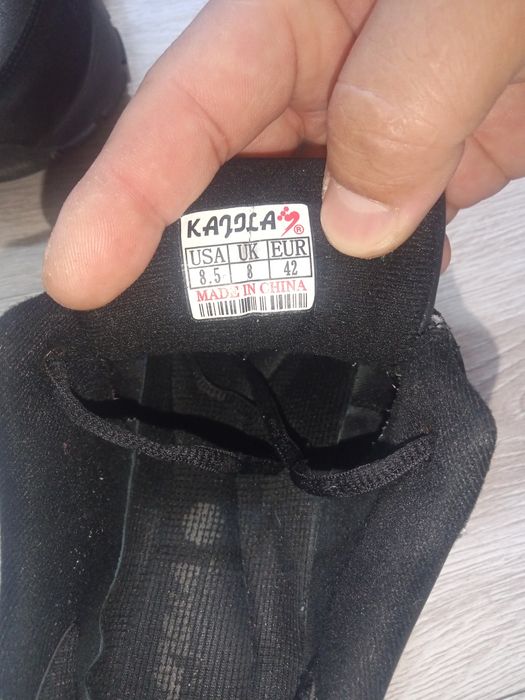 KAJILA ®
USA UK EUR
8.5 8 42
MADE IN CHINA